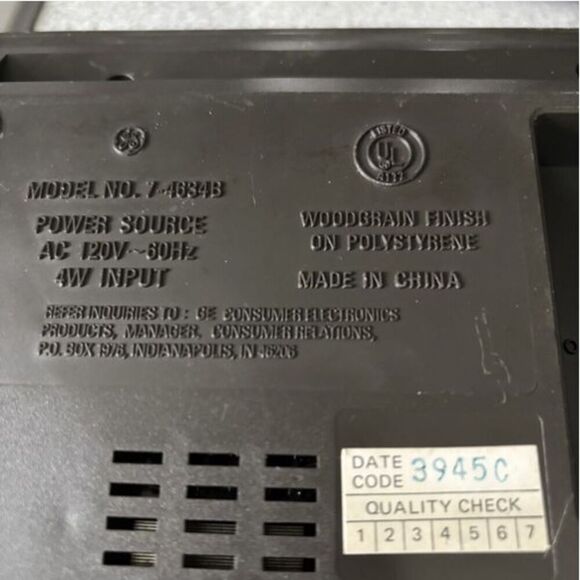 GE
LISTED
UL
MODEL NO. 7-4634B
POWER SOURCE
AC 120V ~60Hz
4W INPUT
WOODGRAIN FINISH
ON POLYSTYRENE
MADE IN CHINA
REFER INQUIRIES TO : GE CONSUMER ELECTRONICS
PRODUCTS, MANAGER. CONSUMER RELATIONS,
P.O. BOX 1976, INDIANAPOLIS, IN 46206
DATE CODE 3945C
QUALITY CHECK
1 2 3 4 5 6 7